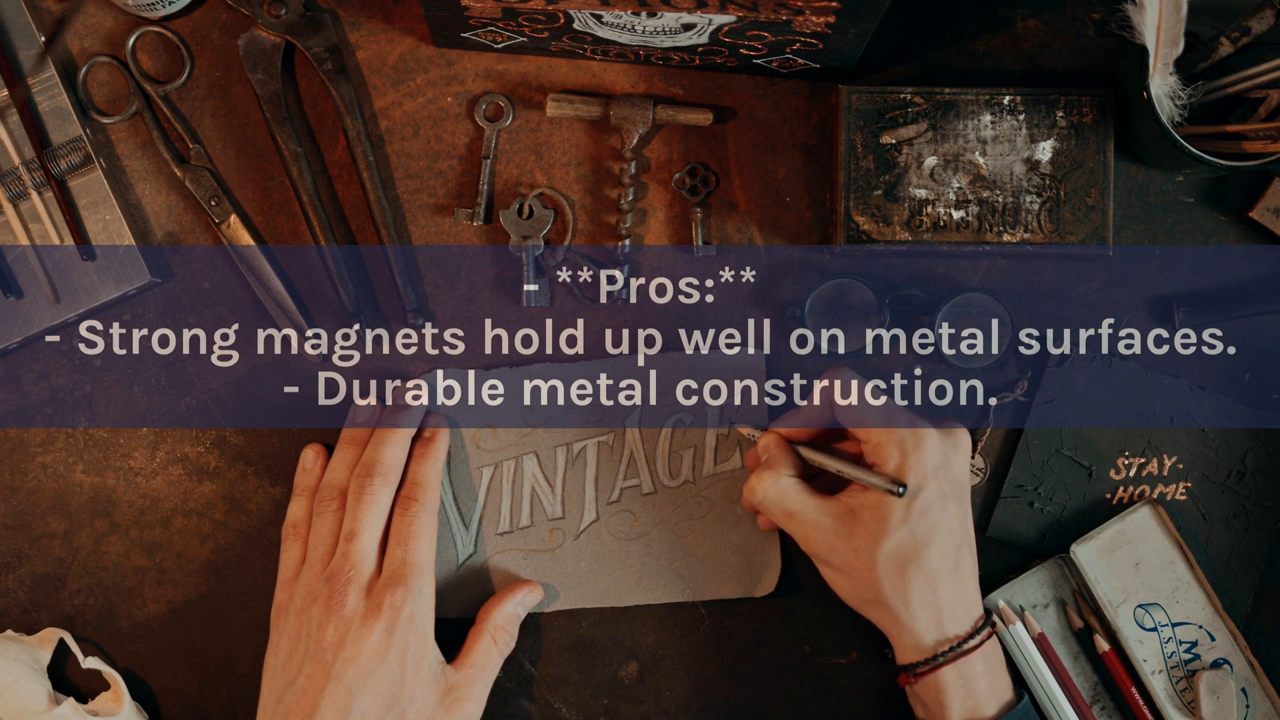 - **Pros:**
- Strong magnets hold up well on metal surfaces.
- Durable metal construction.
VINTAGE
STAY-
·HOME